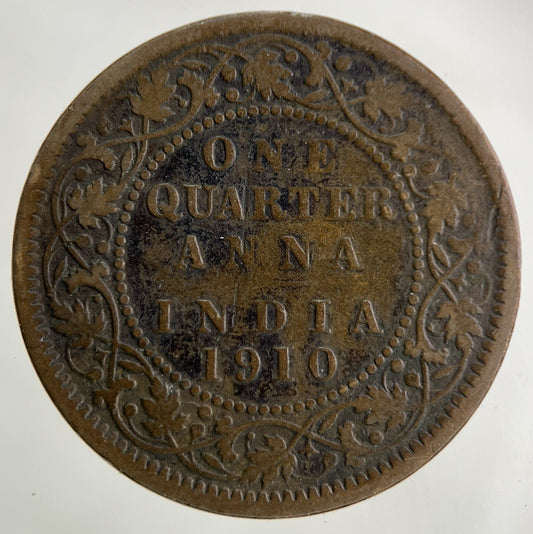 ONE
QUARTER
ANNA
INDIA
1910